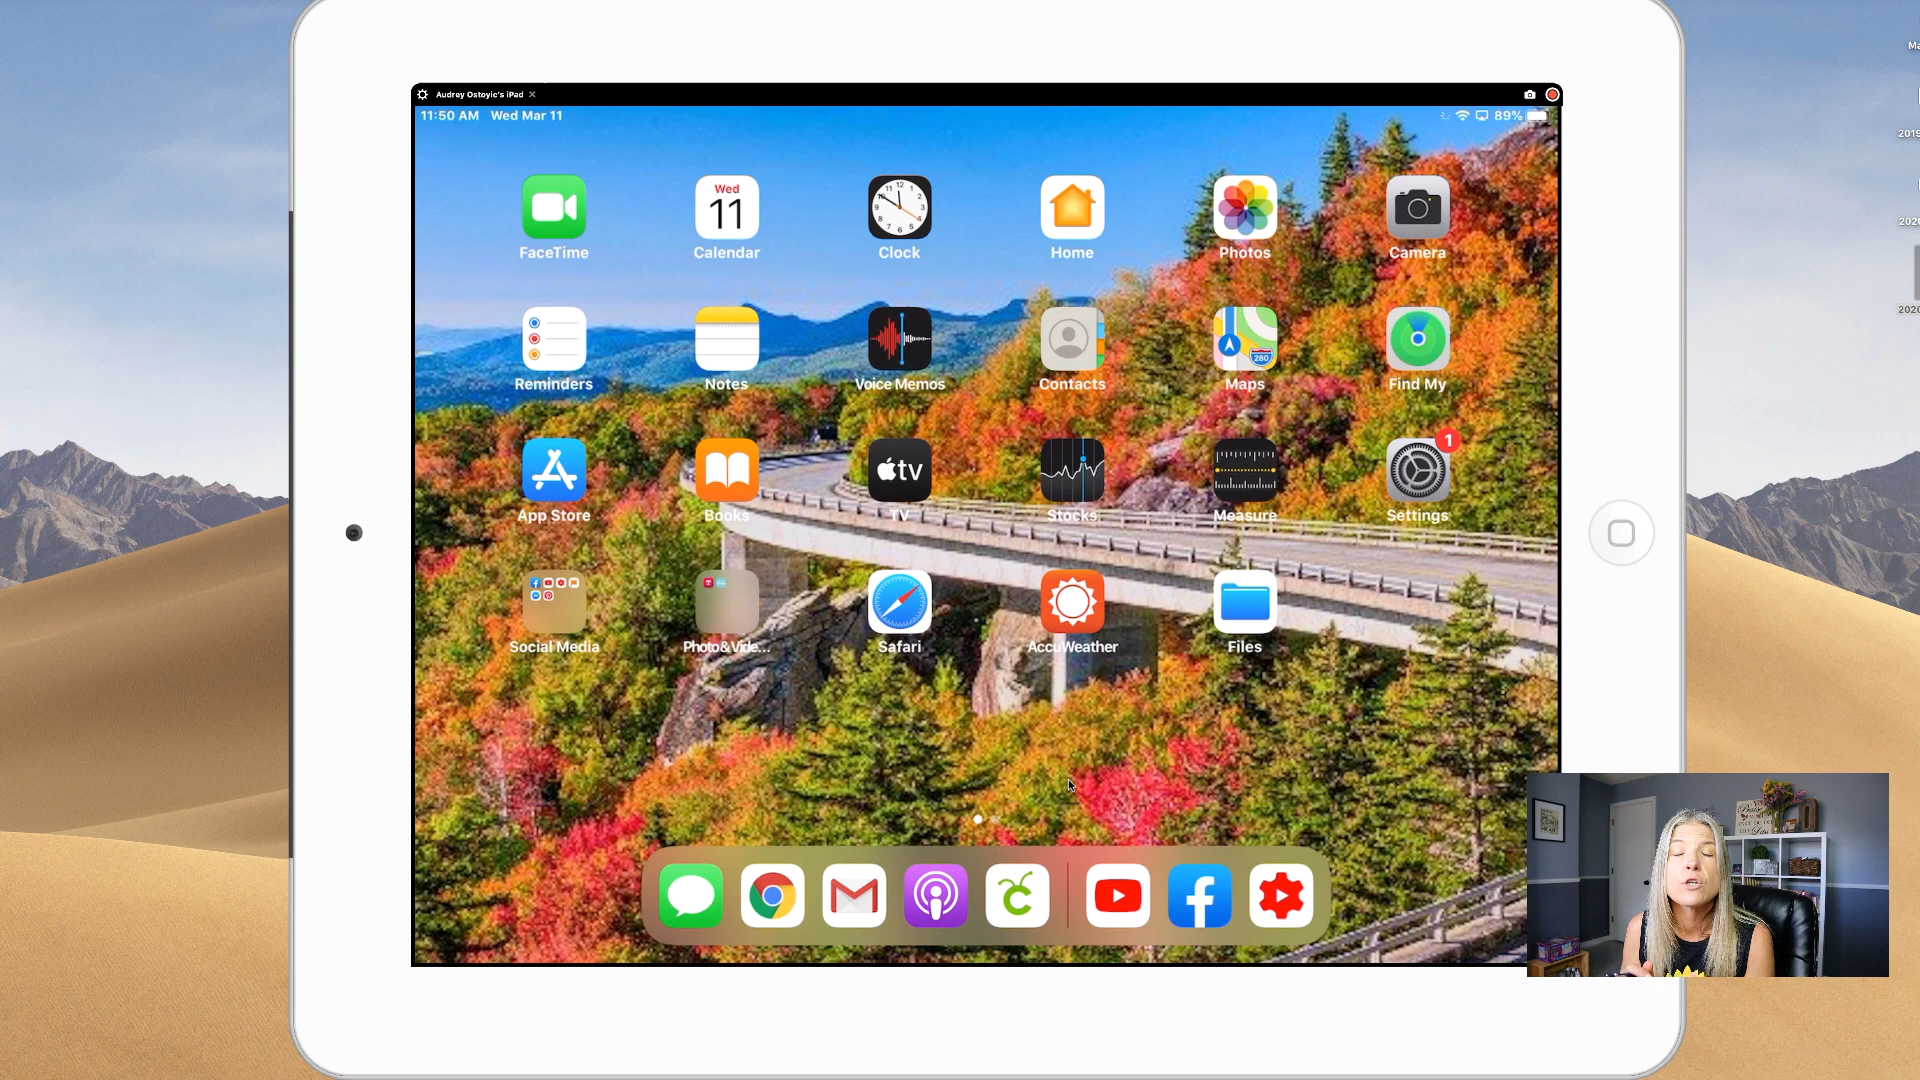 Audrey Ostoyic's iPad
11:50 AM Wed Mar 11
89%
Wed
11
FaceTime
Calendar
Clock
Home
Photos
Camera
280
Reminders
Notes
Voice Memos
Contacts
Maps
Find My
tv
1
App Store
Books
TV
Stocks
Measure
Settings
Social Media
Photo&Vide...
Safari
AccuWeather
Files